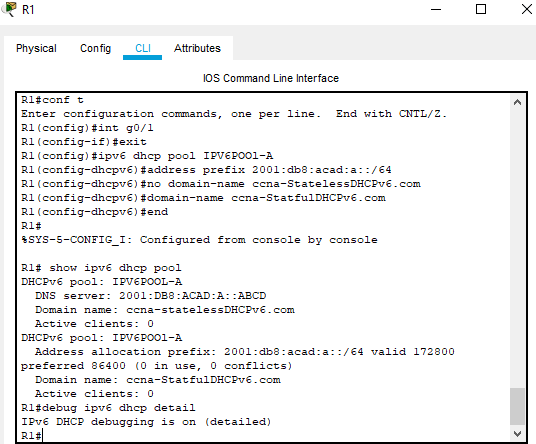 R1
Physical Config CLI Attributes
IOS Command Line Interface
R1#conf t
Enter configuration commands, one per line.  End with CNTL/Z.
R1(config)#int g0/1
R1(config-if)#exit
R1(config)#ipv6 dhcp pool IPV6POOl-A
R1(config-dhcpv6)#address prefix 2001:db8:acad:a::/64
R1(config-dhcpv6)#no domain-name ccna-StatelessDHCPv6.com
R1(config-dhcpv6)#domain-name ccna-StatfulDHCPv6.com
R1(config-dhcpv6)#end
R1#
%SYS-5-CONFIG_I: Configured from console by console
R1# show ipv6 dhcp pool
DHCPv6 pool: IPV6POOL-A
DNS server: 2001:DB8:ACAD:A::ABCD
Domain name: ccna-statelessDHCPv6.com
Active clients: 0
DHCPv6 pool: IPV6POOl-A
Address allocation prefix: 2001:db8:acad:a::/64 valid 172800
preferred 86400 (0 in use, 0 conflicts)
Domain name: ccna-StatfulDHCPv6.com
Active clients: 0
R1#debug ipv6 dhcp detail
IPv6 DHCP debugging is on (detailed)
R1#